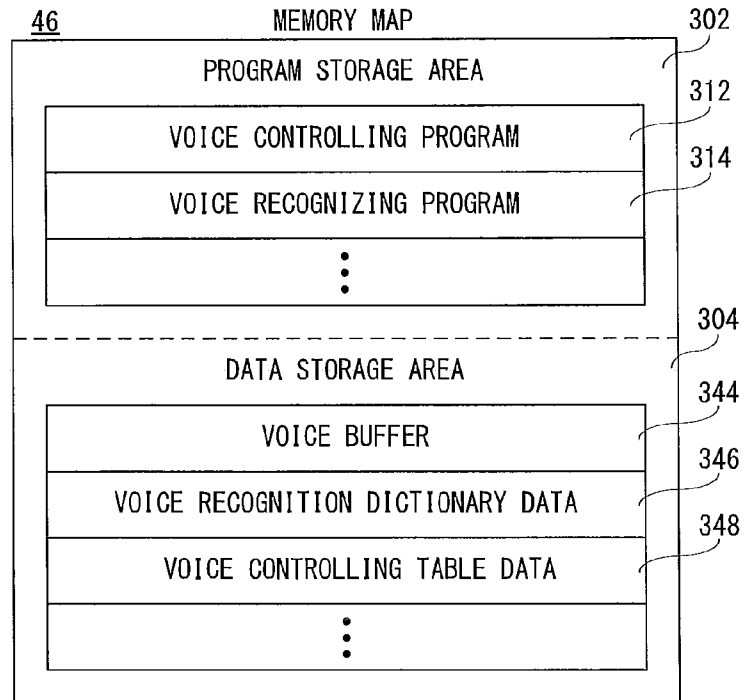 46 MEMORY MAP 302
PROGRAM STORAGE AREA
312
VOICE CONTROLLING PROGRAM
314
VOICE RECOGNIZING PROGRAM
304
DATA STORAGE AREA
344
VOICE BUFFER
346
VOICE RECOGNITION DICTIONARY DATA
348
VOICE CONTROLLING TABLE DATA